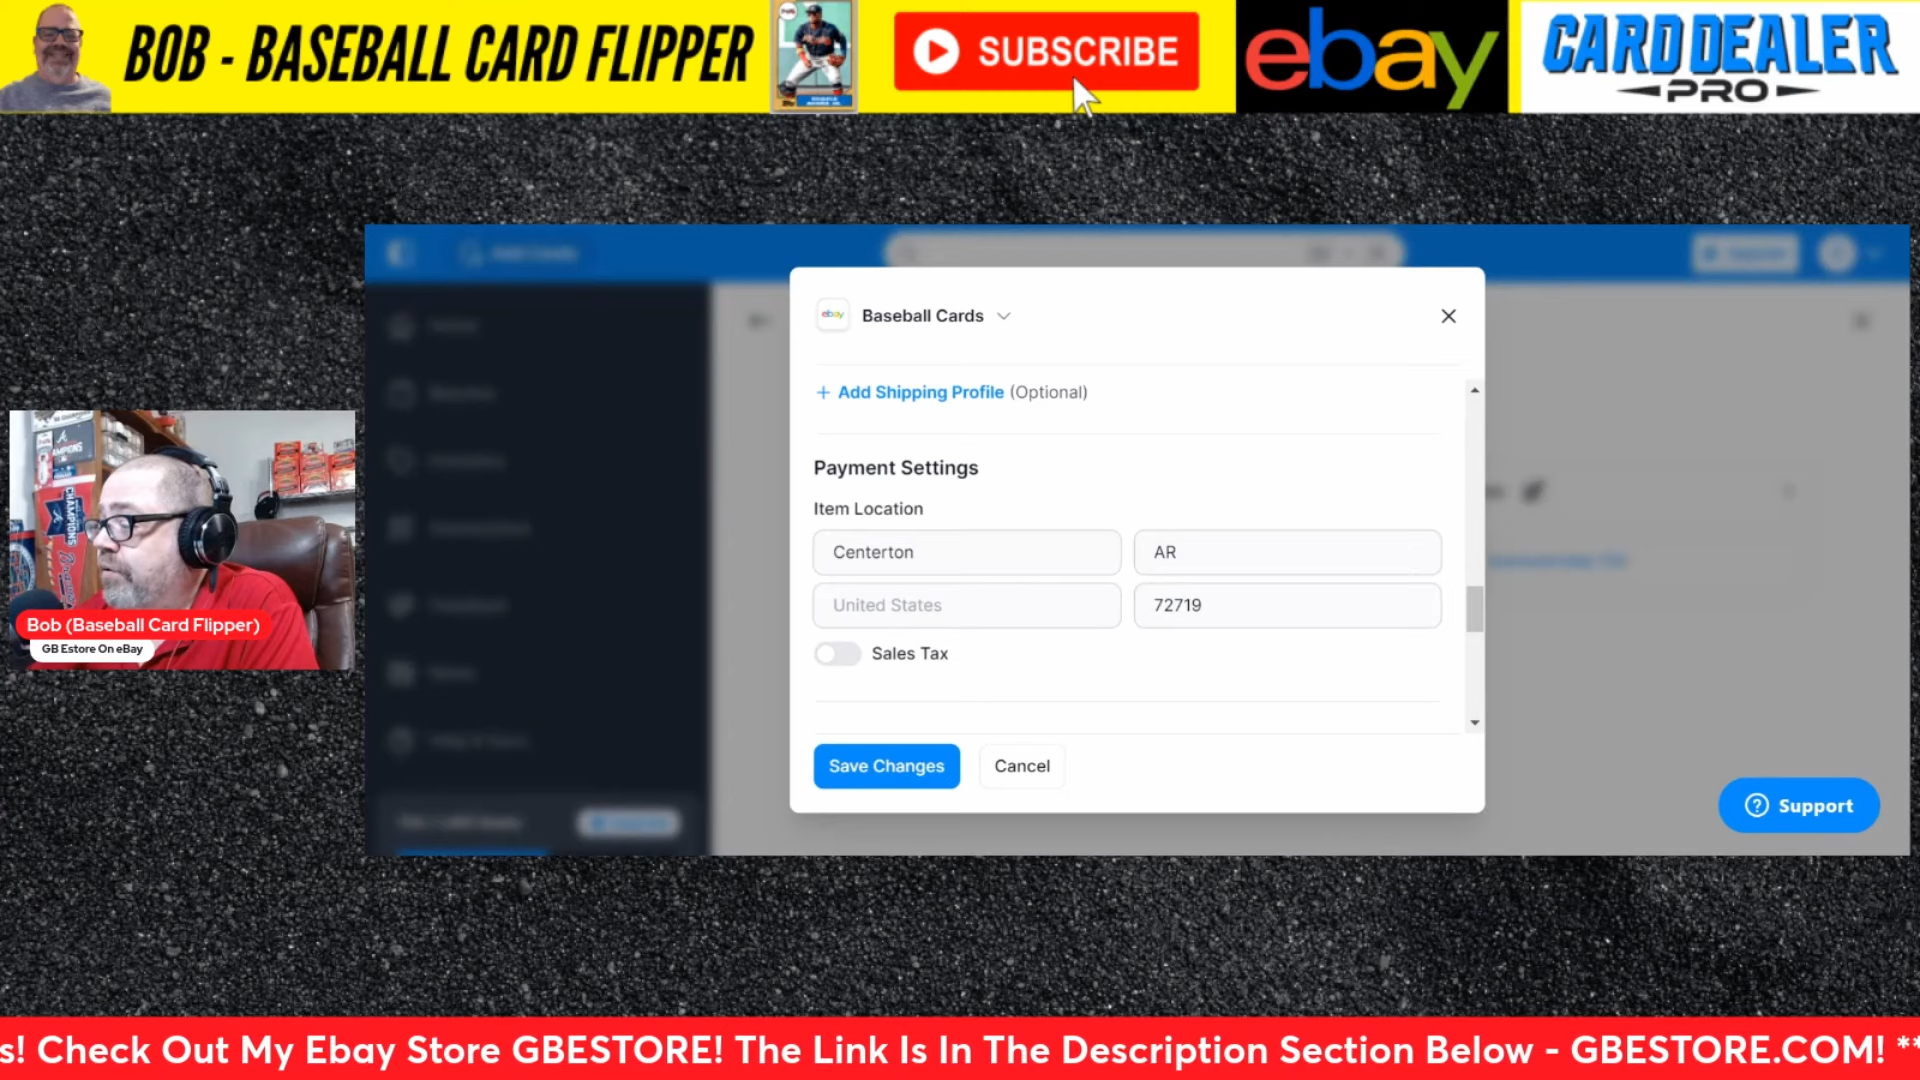 BOB - BASEBALL CARD FLIPPER
SUBSCRIBE
ebay
CARD DEALER
PRO
ebay Baseball Cards
+ Add Shipping Profile (Optional)
Payment Settings
Item Location
Centerton
AR
United States
72719
Sales Tax
Save Changes
Cancel
Support
CHAMPIONS
Bob (Baseball Card Flipper)
GB Estore On eBay
s! Check Out My Ebay Store GBESTORE! The Link Is In The Description Section Below - GBESTORE.COM! **